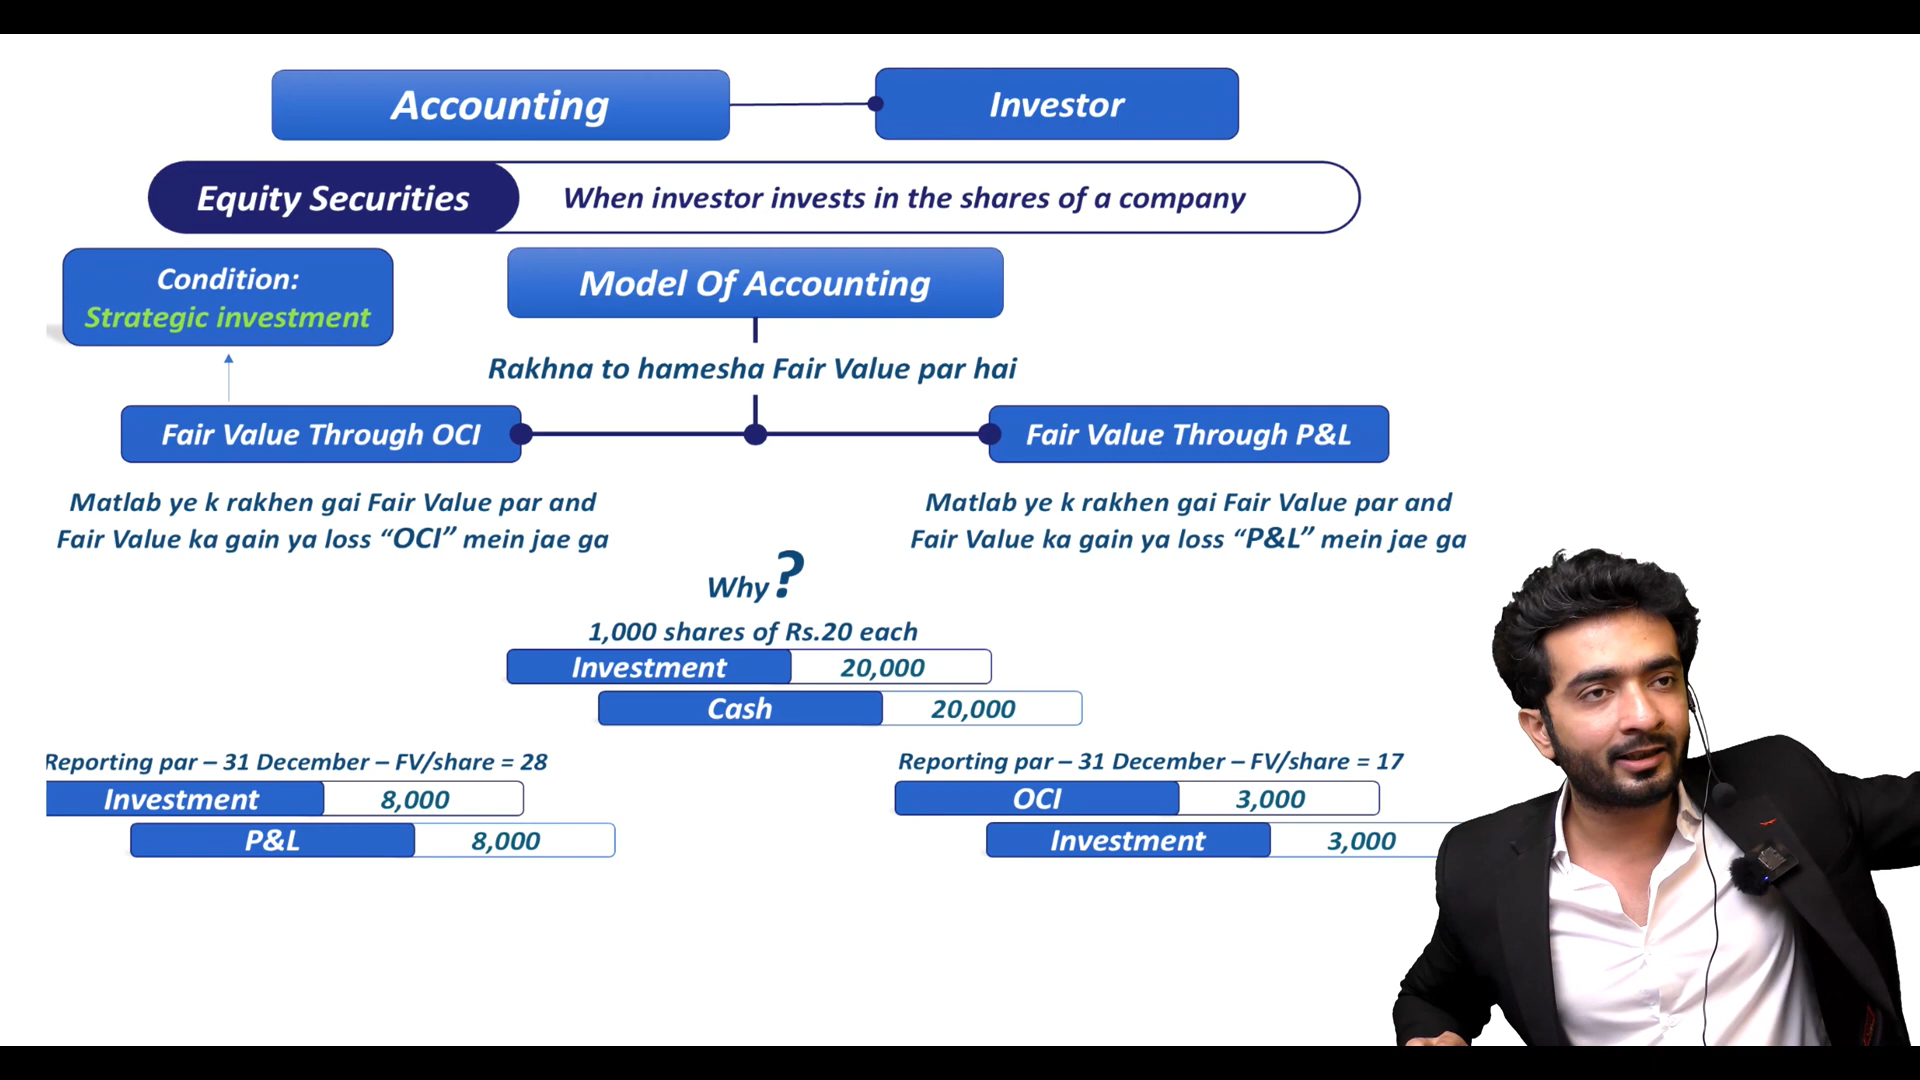 Accounting
Investor
Equity Securities
When investor invests in the shares of a company
Condition:
Strategic investment
Model Of Accounting
Rakhna to hamesha Fair Value par hai
Fair Value Through OCI
Fair Value Through P&L
Matlab ye k rakhen gai Fair Value par and
Fair Value ka gain ya loss “OCI” mein jae ga
Matlab ye k rakhen gai Fair Value par and
Fair Value ka gain ya loss “P&L” mein jae ga
Why?
1,000 shares of Rs.20 each
Investment 20,000
Cash 20,000
Reporting par – 31 December – FV/share = 28
Investment 8,000
P&L 8,000
Reporting par – 31 December – FV/share = 17
OCI 3,000
Investment 3,000